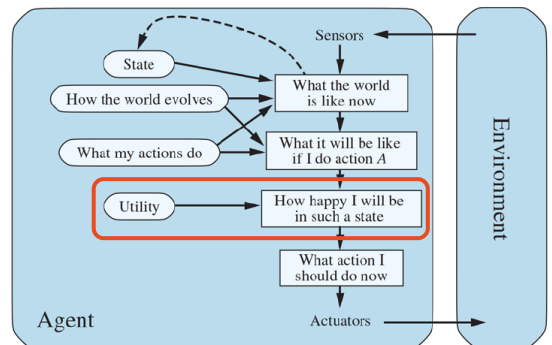 Sensors
State
What the world
is like now
How the world evolves
What my actions do
What it will be like
if I do action A
Utility
How happy I will be
in such a state
What action I
should do now
Agent
Actuators
Environment